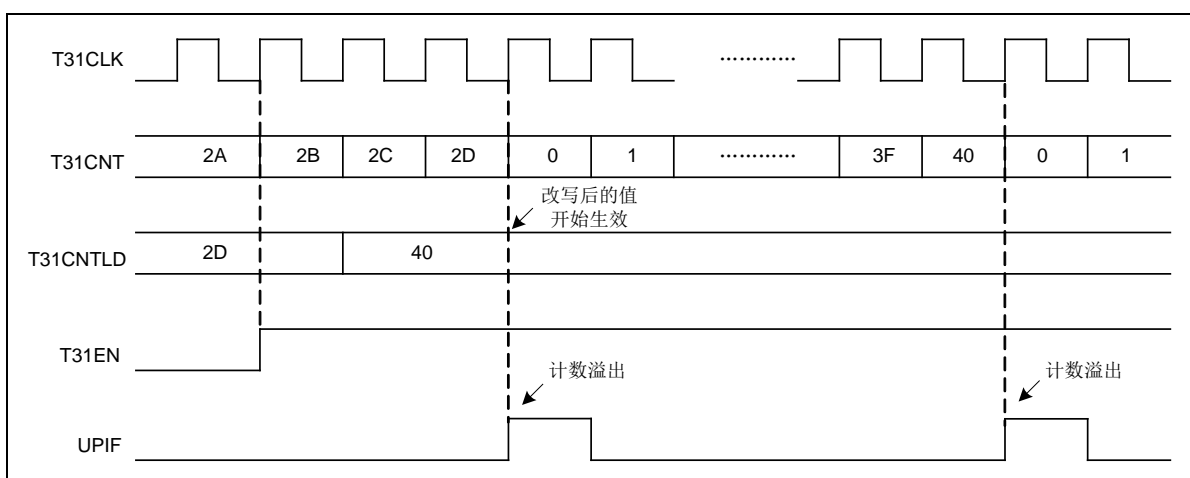 T31CLK
…………
T31CNT 2A 2B 2C 2D 0 1 ………… 3F 40 0 1
改写后的值
开始生效
T31CNTLD 2D 40
T31EN
计数溢出 计数溢出
UPIF